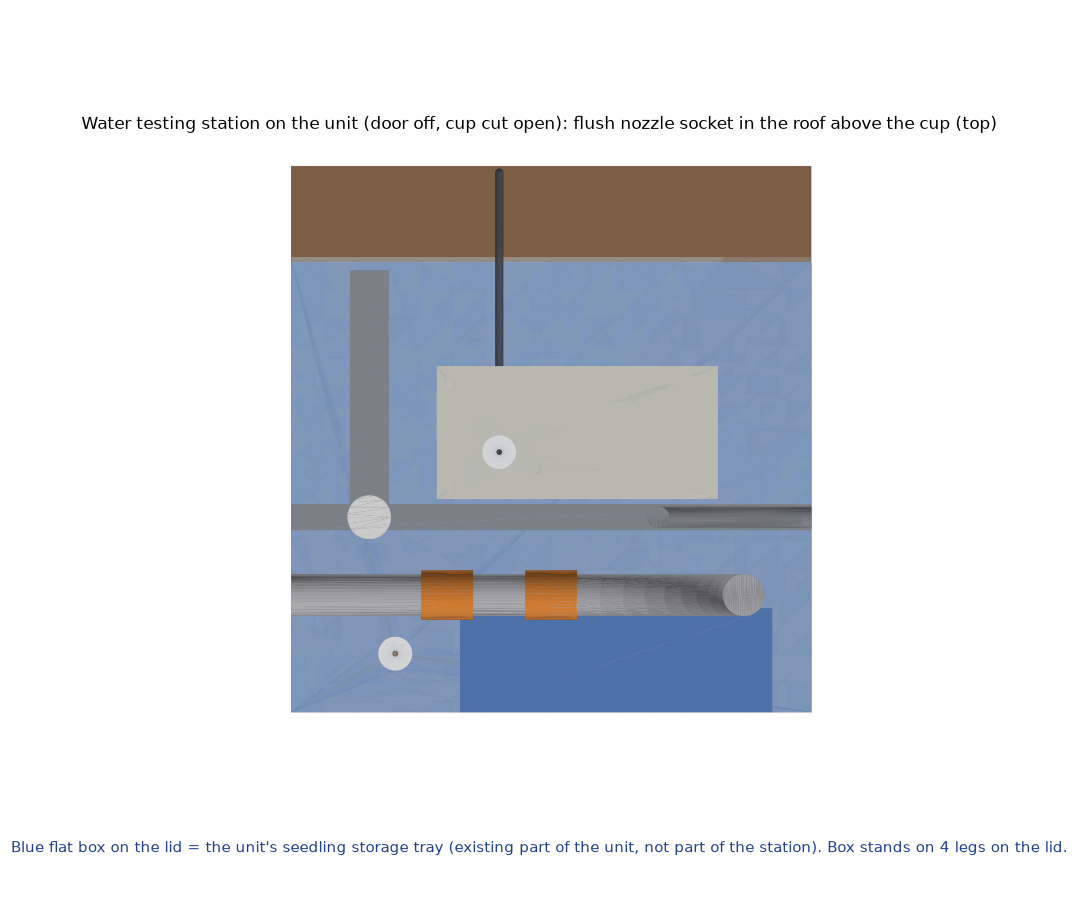 Water testing station on the unit (door off, cup cut open): flush nozzle socket in the roof above the cup (top)
Blue flat box on the lid = the unit's seedling storage tray (existing part of the unit, not part of the station). Box stands on 4 legs on the lid.